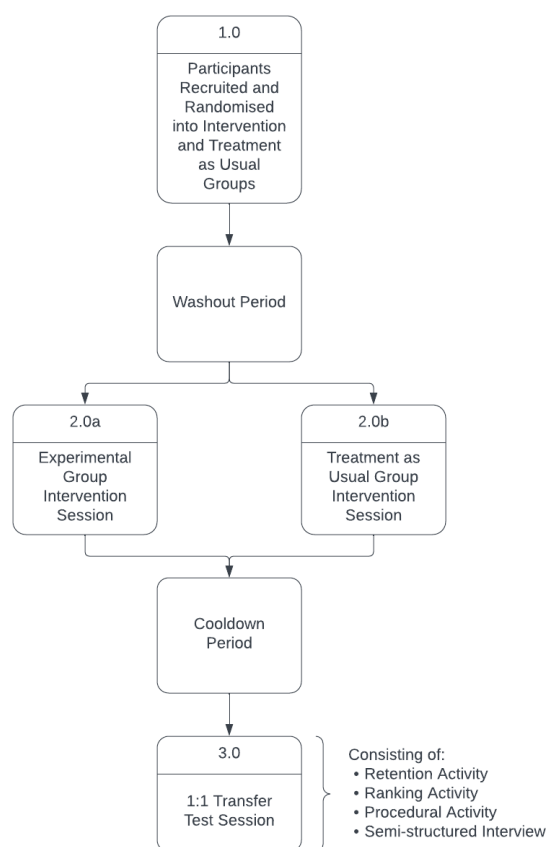 1.0
Participants
Recruited and
Randomised
into Intervention
and Treatment
as Usual
Groups
Washout Period
2.0a
Experimental
Group
Intervention
Session
2.0b
Treatment as
Usual Group
Intervention
Session
Cooldown
Period
3.0
1:1 Transfer
Test Session
Consisting of:
• Retention Activity
• Ranking Activity
• Procedural Activity
• Semi-structured Interview